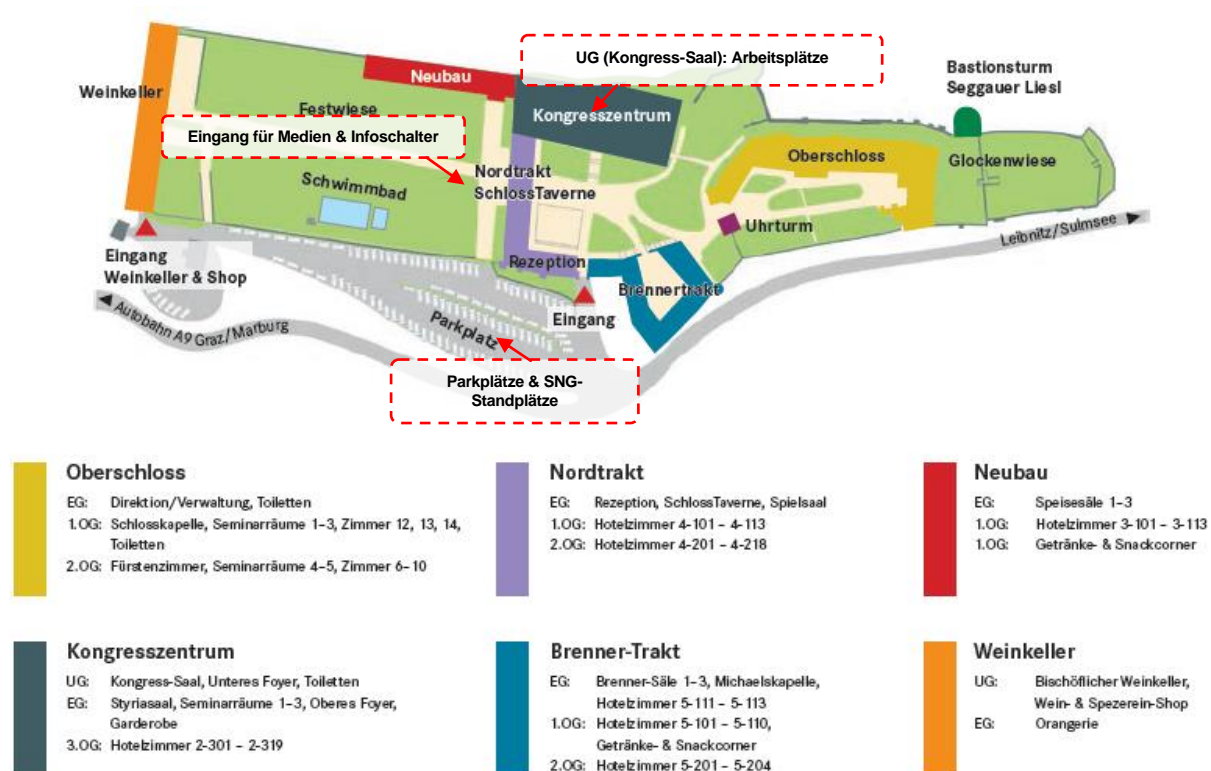 UG (Kongress-Saal): Arbeitsplätze
Bastionsturm
Seggauer Liesl
Neubau
Weinkeller
Festwiese
Kongresszentrum
Eingang für Medien & Infoschalter
Oberschloss
Glockenwiese
Nordtrakt
SchlossTaverne
Schwimmbad
Uhrturm
Leibnitz/Sulmsee
Eingang
Weinkeller & Shop
Rezeption
Brennertrakt
Autobahn A9 Graz/Marburg
Parkplatz
Eingang
Parkplätze & SNG-
Standplätze
Oberschloss
EG: Direktion/Verwaltung, Toiletten
1.OG: Schlosskapelle, Seminarräume 1-3, Zimmer 12, 13, 14,
Toiletten
2.OG: Fürstenzimmer, Seminarräume 4-5, Zimmer 6-10
Nordtrakt
EG: Rezeption, SchlossTaverne, Spielsaal
1.OG: Hotelzimmer 4-101 - 4-113
2.OG: Hotelzimmer 4-201 - 4-218
Neubau
EG: Speisesäle 1-3
1.OG: Hotelzimmer 3-101 - 3-113
1.OG: Getränke- & Snackcorner
Kongresszentrum
UG: Kongress-Saal, Unteres Foyer, Toiletten
EG: Styriasaal, Seminarräume 1-3, Oberes Foyer,
Garderobe
3.OG: Hotelzimmer 2-301 - 2-319
Brenner-Trakt
EG: Brenner-Säle 1-3, Michaelskapelle,
Hotelzimmer 5-111 - 5-113
1.OG: Hotelzimmer 5-101 - 5-110,
Getränke- & Snackcorner
2.OG: Hotelzimmer 5-201 - 5-204
Weinkeller
UG: Bischöflicher Weinkeller,
Wein- & Spezerein-Shop
EG: Orangerie